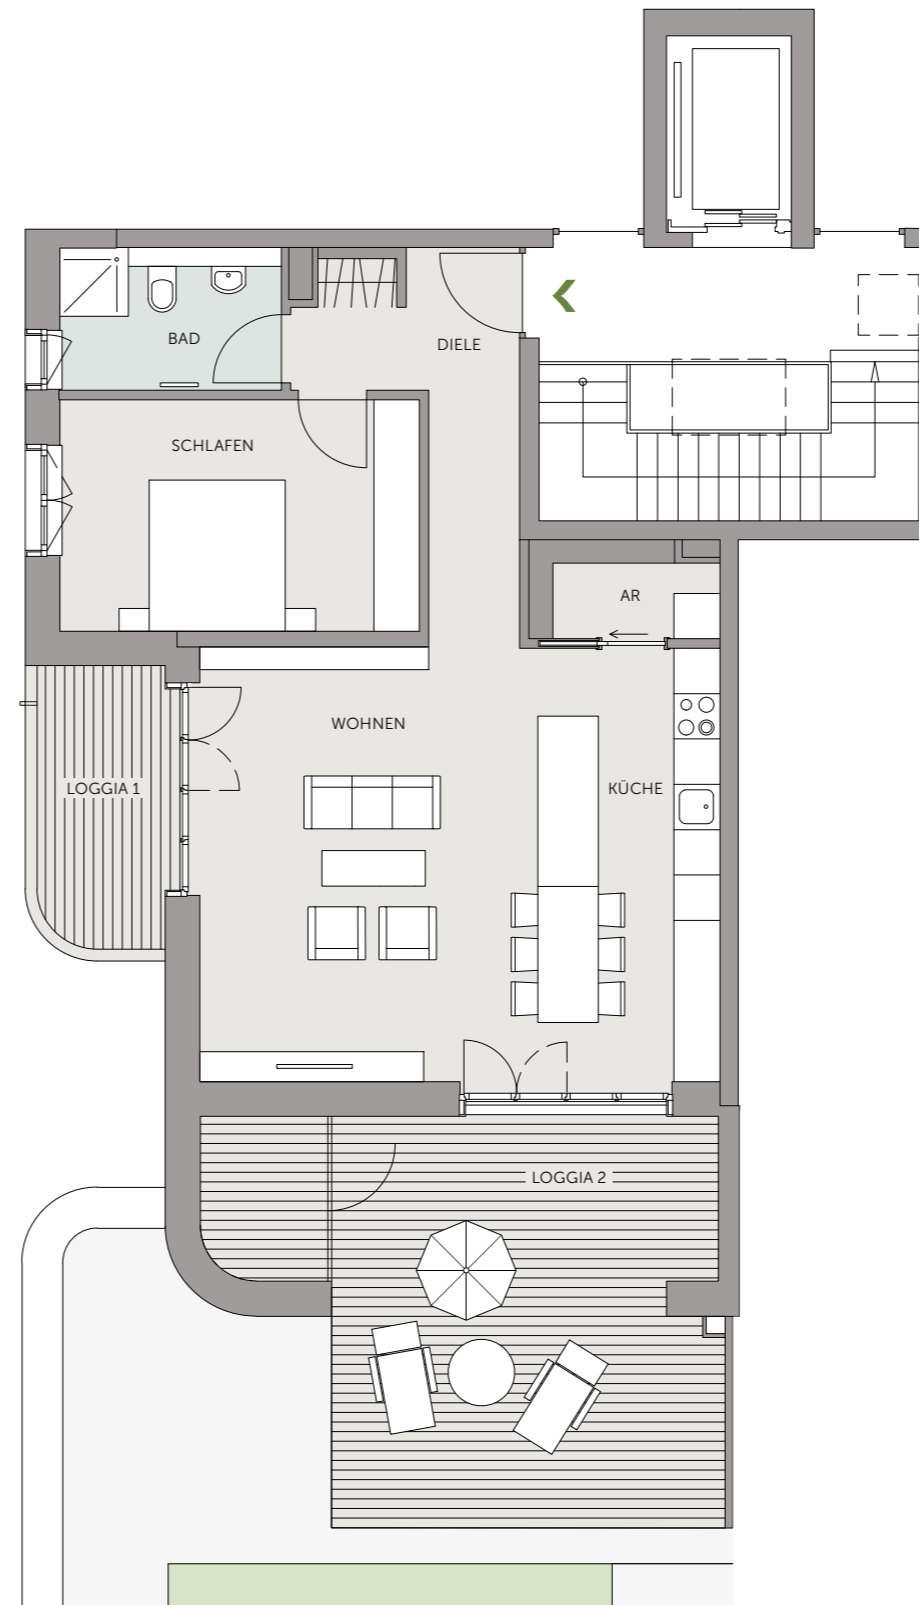 BAD
DIELE
SCHLAFEN
AR
WOHNEN
LOGGIA 1
KÜCHE
LOGGIA 2